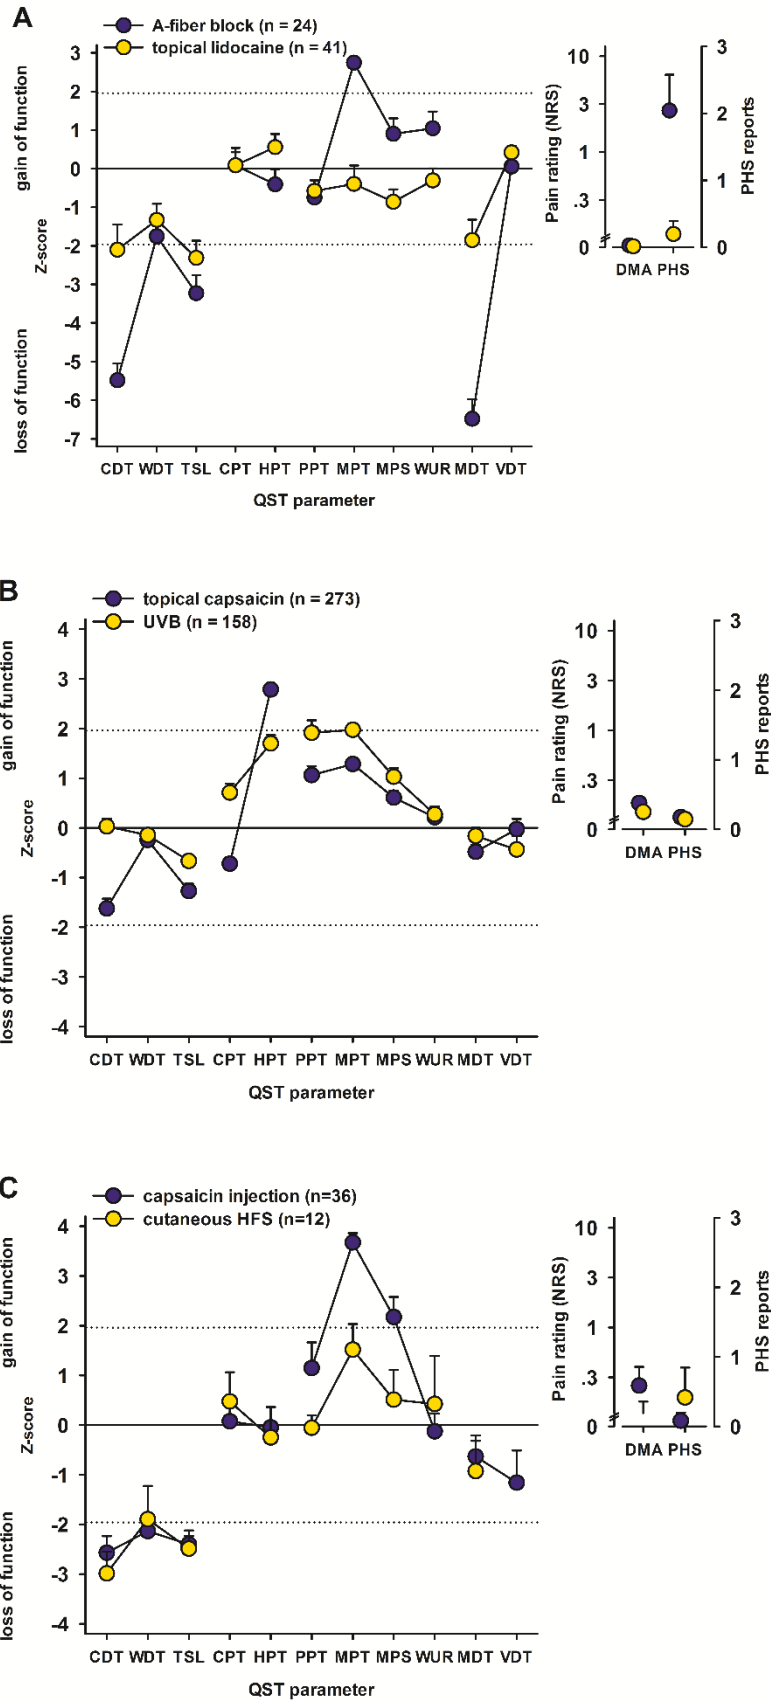 A
A-fiber block (n = 24)
topical lidocaine (n = 41)
gain of function
Z-score
loss of function
3
2
1
0
-1
-2
-3
-4
-5
-6
-7
CDT WDT TSL CPT HPT PPT MPT MPS WUR MDT VDT
QST parameter
Pain rating (NRS)
10
3
1
.3
0
PHS reports
3
2
1
0
DMA PHS
B
topical capsaicin (n = 273)
UVB (n = 158)
gain of function
Z-score
loss of function
4
3
2
1
0
-1
-2
-3
-4
CDT WDT TSL CPT HPT PPT MPT MPS WUR MDT VDT
QST parameter
Pain rating (NRS)
10
3
1
.3
0
PHS reports
3
2
1
0
DMA PHS
C
capsaicin injection (n=36)
cutaneous HFS (n=12)
gain of function
Z-score
loss of function
4
3
2
1
0
-1
-2
-3
-4
CDT WDT TSL CPT HPT PPT MPT MPS WUR MDT VDT
QST parameter
Pain rating (NRS)
10
3
1
.3
0
PHS reports
3
2
1
0
DMA PHS